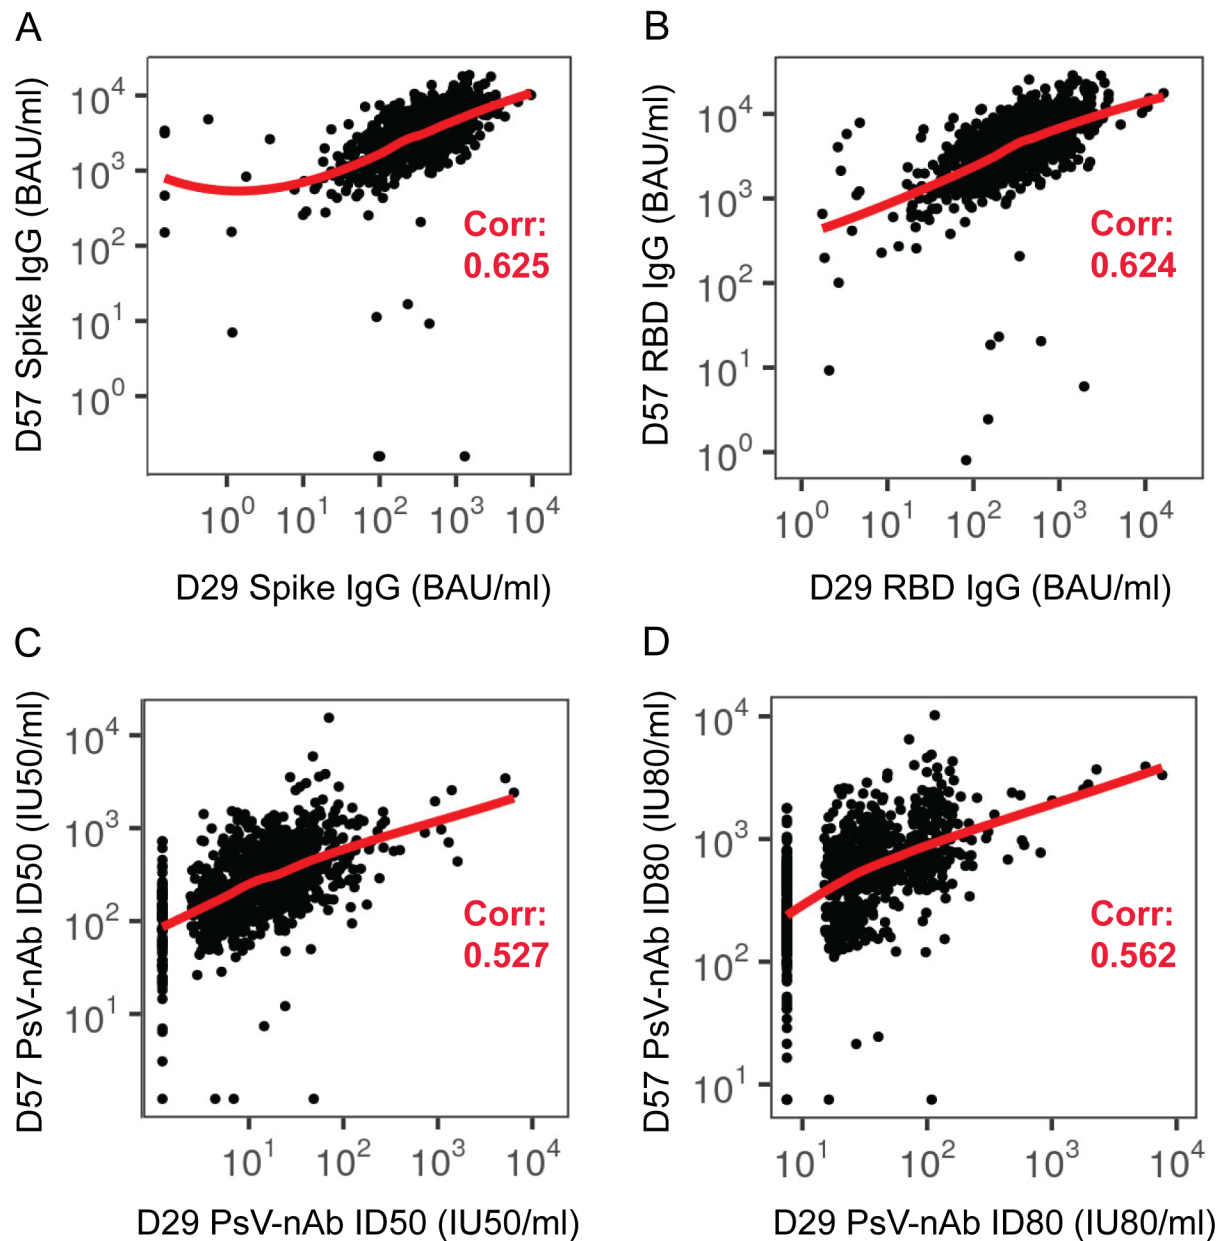 A
D57 Spike IgG (BAU/ml)
10^4
10^3
10^2
10^1
10^0
Corr:
0.625
10^0 10^1 10^2 10^3 10^4
D29 Spike IgG (BAU/ml)
B
D57 RBD IgG (BAU/ml)
10^4
10^3
10^2
10^1
10^0
Corr:
0.624
10^0 10^1 10^2 10^3 10^4
D29 RBD IgG (BAU/ml)
C
D57 PsV-nAb ID50 (IU50/ml)
10^4
10^3
10^2
10^1
Corr:
0.527
10^1 10^2 10^3 10^4
D29 PsV-nAb ID50 (IU50/ml)
D
D57 PsV-nAb ID80 (IU80/ml)
10^4
10^3
10^2
10^1
Corr:
0.562
10^1 10^2 10^3 10^4
D29 PsV-nAb ID80 (IU80/ml)